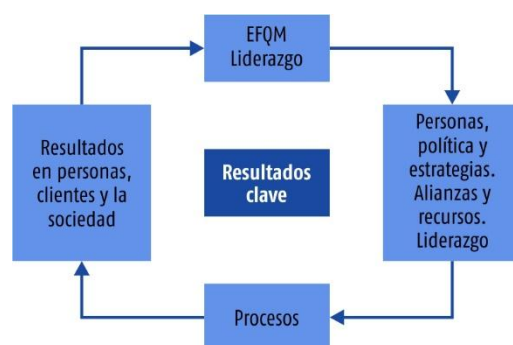 EFQM
Liderazgo
Personas,
política y
estrategias.
Alianzas y
recursos.
Liderazgo
Resultados
en personas,
clientes y la
sociedad
Resultados
clave
Procesos